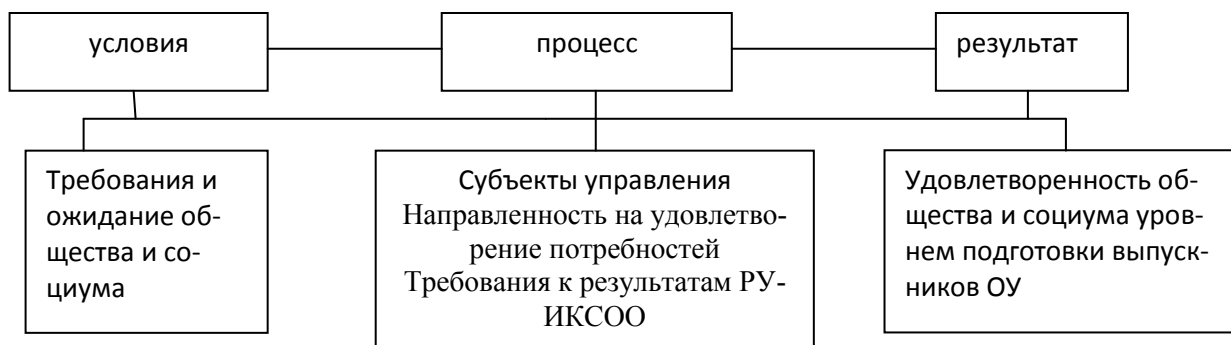 условия
процесс
результат
Требования и
ожидание об-
щества и со-
циума
Субъекты управления
Направленность на удовлетво-
рение потребностей
Требования к результатам РУ-
ИКСОО
Удовлетворенность об-
щества и социума уров-
нем подготовки выпуск-
ников ОУ